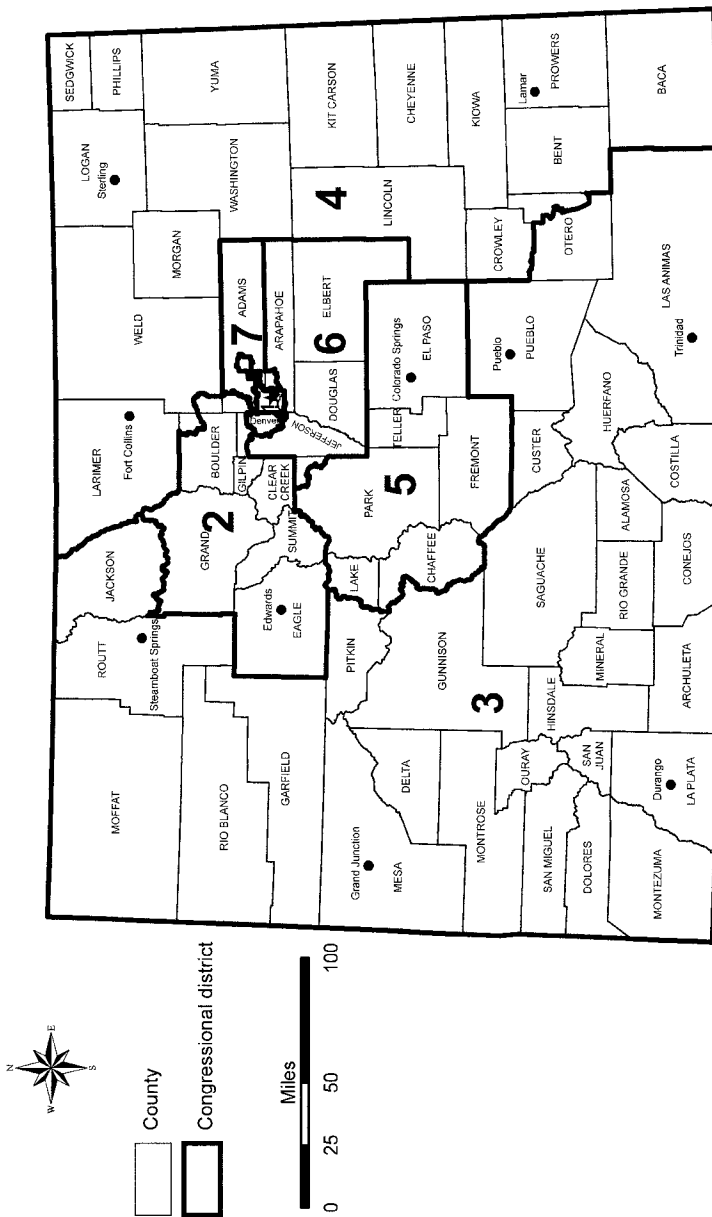 N
W
E
S
County
Congressional district
Miles
0
25
50
100
MOFFAT
ROUTT
Steamboat Springs
JACKSON
LARIMER
Fort Collins
WELD
LOGAN
Sterling
SEDGWICK
PHILLIPS
MORGAN
WASHINGTON
YUMA
RIO BLANCO
GARFIELD
GRAND
2
BOULDER
GILPIN
CLEAR
CREEK
SUMMIT
Edwards
EAGLE
ADAMS
7
ARAPAHOE
Denver
JEFFERSON
DOUGLAS
6
ELBERT
4
LINCOLN
KIT CARSON
CHEYENNE
KIOWA
Grand Junction
MESA
DELTA
PITKIN
LAKE
PARK
5
TELLER
Colorado Springs
EL PASO
CHAFFEE
FREMONT
GUNNISON
3
MONTROSE
OURAY
SAN MIGUEL
DOLORES
SAN
JUAN
HINSDALE
SAGUACHE
CUSTER
Pueblo
PUEBLO
CROWLEY
OTERO
BENT
Lamar
PROWERS
BACA
MONTEZUMA
Durango
LA PLATA
MINERAL
ARCHULETA
RIO GRANDE
CONEJOS
ALAMOSA
COSTILLA
HUERFANO
LAS ANIMAS
Trinidad